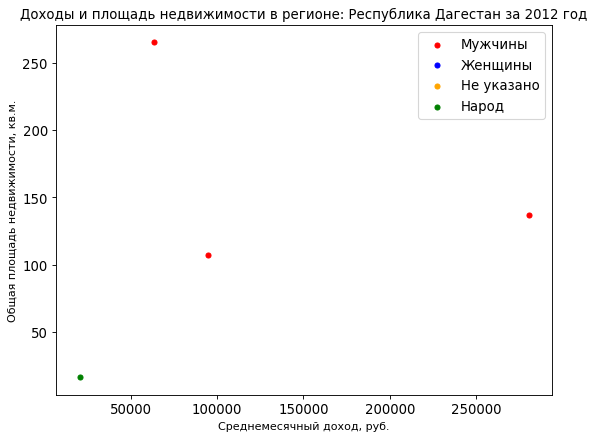 Доходы и площадь недвижимости в регионе: Республика Дагестан за 2012 год
Мужчины
Женщины
Не указано
Народ
250
200
150
100
50
Общая площадь недвижимости, кв.м.
50000 100000 150000 200000 250000
Среднемесячный доход, руб.